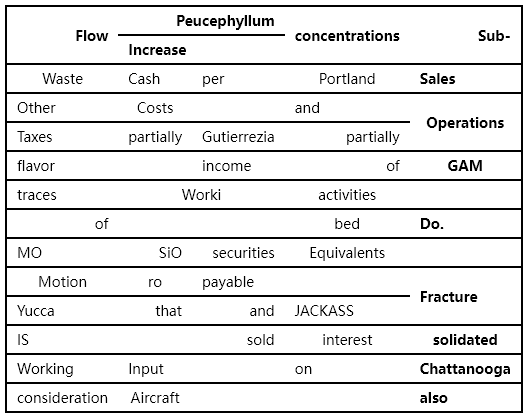 Flow Peucephyllum concentrations Sub-
Increase
Waste Cash per Portland Sales
Other Costs and
Operations
Taxes partially Gutierrezia partially
flavor income of GAM
traces Worki activities
of bed Do.
MO SiO securities Equivalents
Motion ro payable
Fracture
Yucca that and JACKASS
IS sold interest solidated
Working Input on Chattanooga
consideration Aircraft also